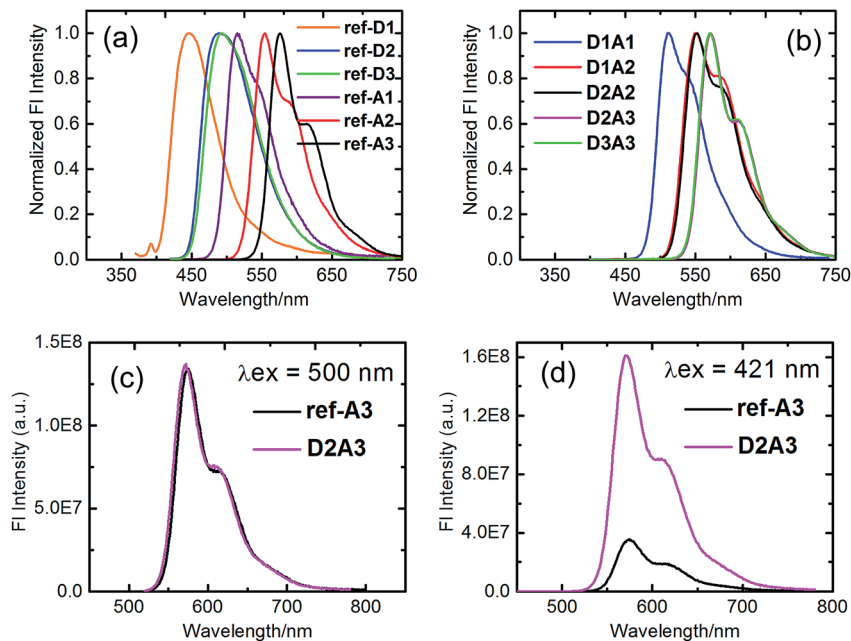 (a)
ref-D1
ref-D2
ref-D3
ref-A1
ref-A2
ref-A3
Normalized FI Intensity
1.0
0.8
0.6
0.4
0.2
0.0
350 450 550 650 750
Wavelength/nm
(b)
D1A1
D1A2
D2A2
D2A3
D3A3
Normalized FI Intensity
1.0
0.8
0.6
0.4
0.2
0.0
350 450 550 650 750
Wavelength/nm
(c)
λex = 500 nm
ref-A3
D2A3
FI Intensity (a.u.)
1.5E8
1.0E8
5.0E7
0.0
500 600 700 800
Wavelength/nm
(d)
λex = 421 nm
ref-A3
D2A3
FI Intensity (a.u.)
1.6E8
1.2E8
8.0E7
4.0E7
0.0
500 600 700 800
Wavelength/nm